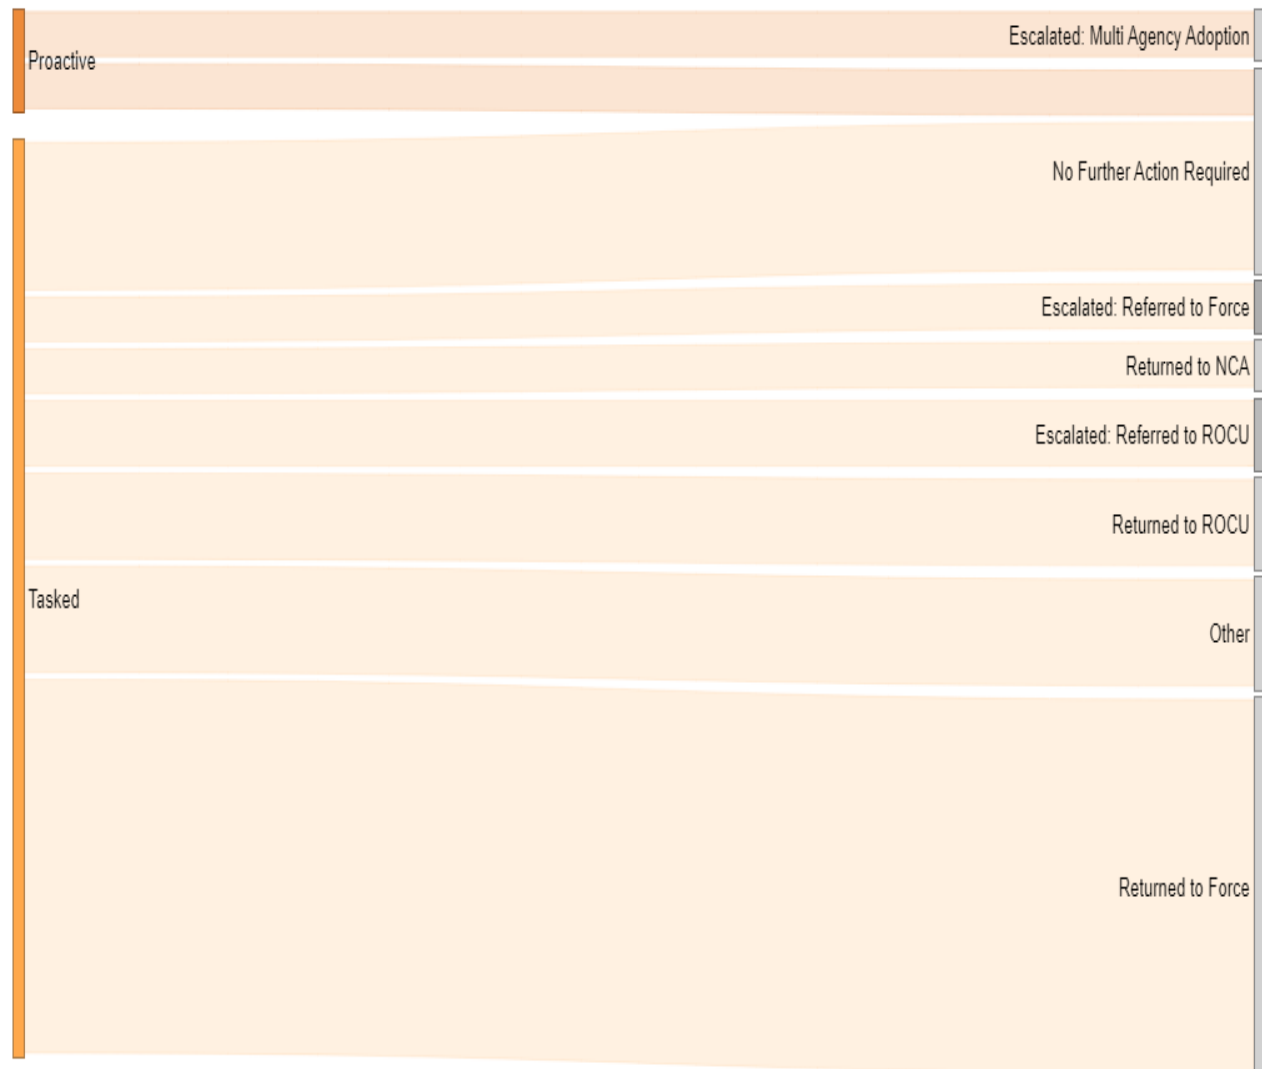 Escalated: Multi Agency Adoption
Proactive
No Further Action Required
Escalated: Referred to Force
Returned to NCA
Escalated: Referred to ROCU
Returned to ROCU
Tasked
Other
Returned to Force